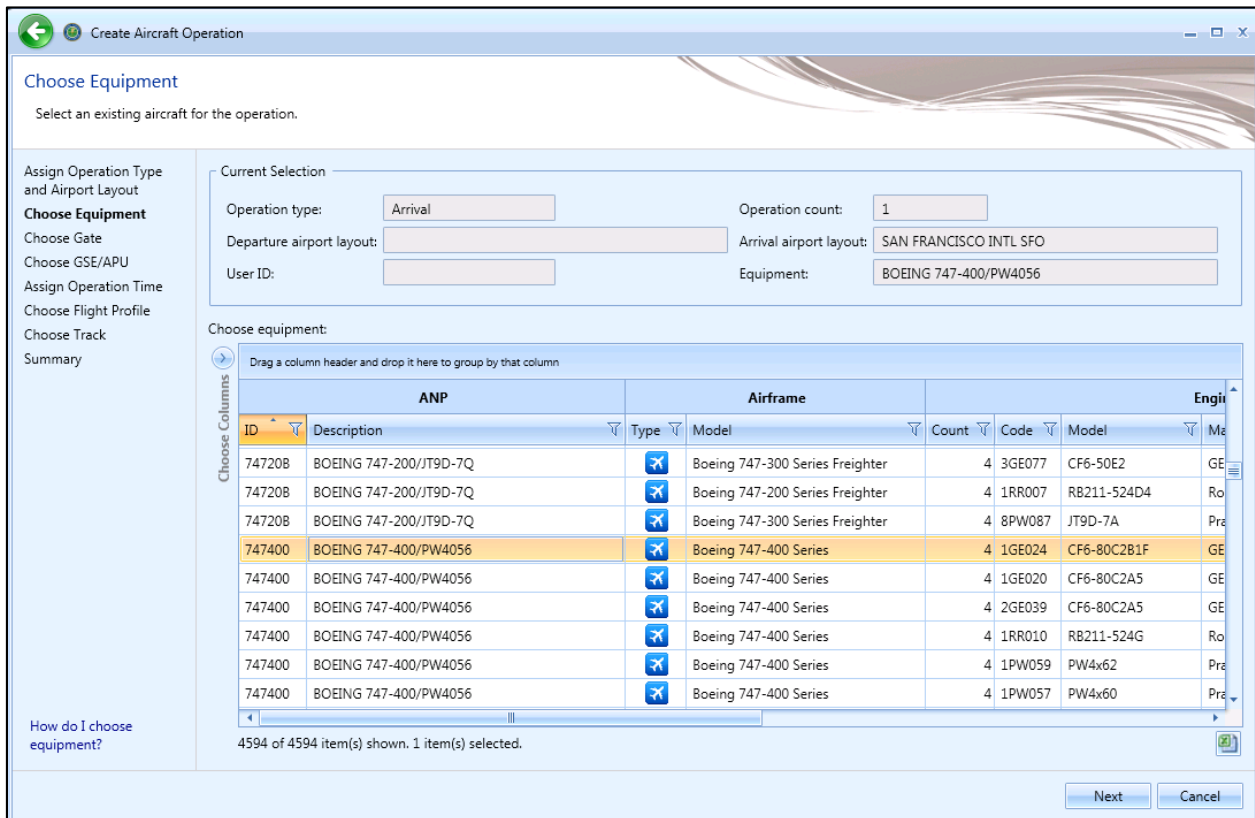 Create Aircraft Operation
Choose Equipment
Select an existing aircraft for the operation.
Assign Operation Type
and Airport Layout
Choose Equipment
Choose Gate
Choose GSE/APU
Assign Operation Time
Choose Flight Profile
Choose Track
Summary
How do I choose
equipment?
Current Selection
Operation type: Arrival Operation count: 1
Departure airport layout: Arrival airport layout: SAN FRANCISCO INTL SFO
User ID: Equipment: BOEING 747-400/PW4056
Choose equipment:
Choose Columns
Drag a column header and drop it here to group by that column
ANP Airframe Engin
ID Description Type Model Count Code Model Ma
74720B BOEING 747-200/JT9D-7Q Boeing 747-300 Series Freighter 4 3GE077 CF6-50E2 GE
74720B BOEING 747-200/JT9D-7Q Boeing 747-200 Series Freighter 4 1RR007 RB211-524D4 Ro
74720B BOEING 747-200/JT9D-7Q Boeing 747-300 Series Freighter 4 8PW087 JT9D-7A Pra
747400 BOEING 747-400/PW4056 Boeing 747-400 Series 4 1GE024 CF6-80C2B1F GE
747400 BOEING 747-400/PW4056 Boeing 747-400 Series 4 1GE020 CF6-80C2A5 GE
747400 BOEING 747-400/PW4056 Boeing 747-400 Series 4 2GE039 CF6-80C2A5 GE
747400 BOEING 747-400/PW4056 Boeing 747-400 Series 4 1RR010 RB211-524G Ro
747400 BOEING 747-400/PW4056 Boeing 747-400 Series 4 1PW059 PW4x62 Pra
747400 BOEING 747-400/PW4056 Boeing 747-400 Series 4 1PW057 PW4x60 Pra
4594 of 4594 item(s) shown. 1 item(s) selected.
Next Cancel